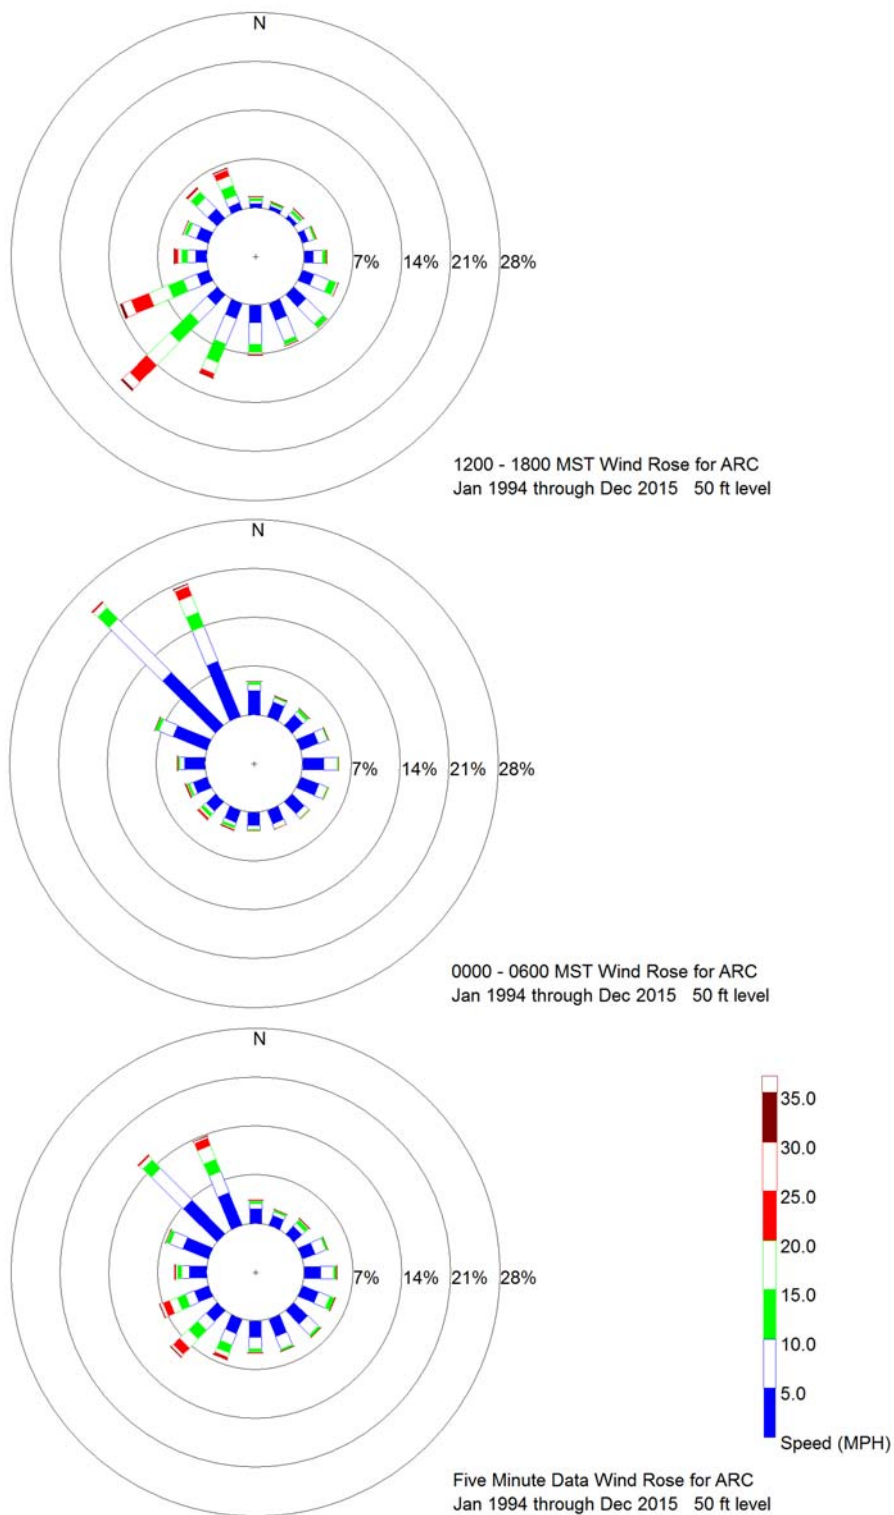 N
7% 14% 21% 28%
1200 - 1800 MST Wind Rose for ARC
Jan 1994 through Dec 2015 50 ft level
N
7% 14% 21% 28%
0000 - 0600 MST Wind Rose for ARC
Jan 1994 through Dec 2015 50 ft level
N
7% 14% 21% 28%
35.0
30.0
25.0
20.0
15.0
10.0
5.0
Speed (MPH)
Five Minute Data Wind Rose for ARC
Jan 1994 through Dec 2015 50 ft level